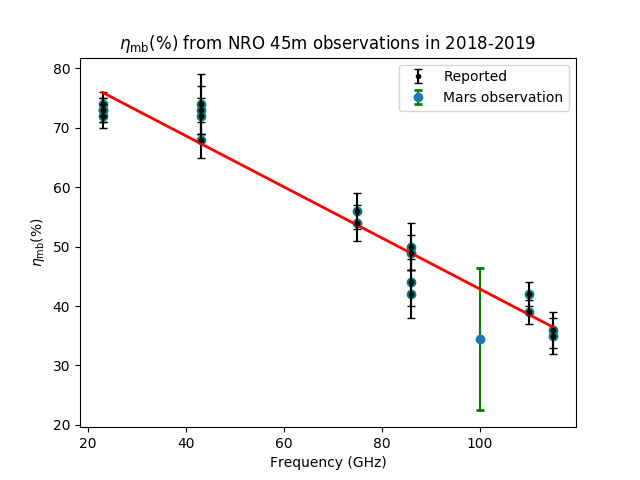 η_mb(%) from NRO 45m observations in 2018-2019
Reported
Mars observation
80
70
60
50
40
30
20
η_mb(%)
20 40 60 80 100
Frequency (GHz)